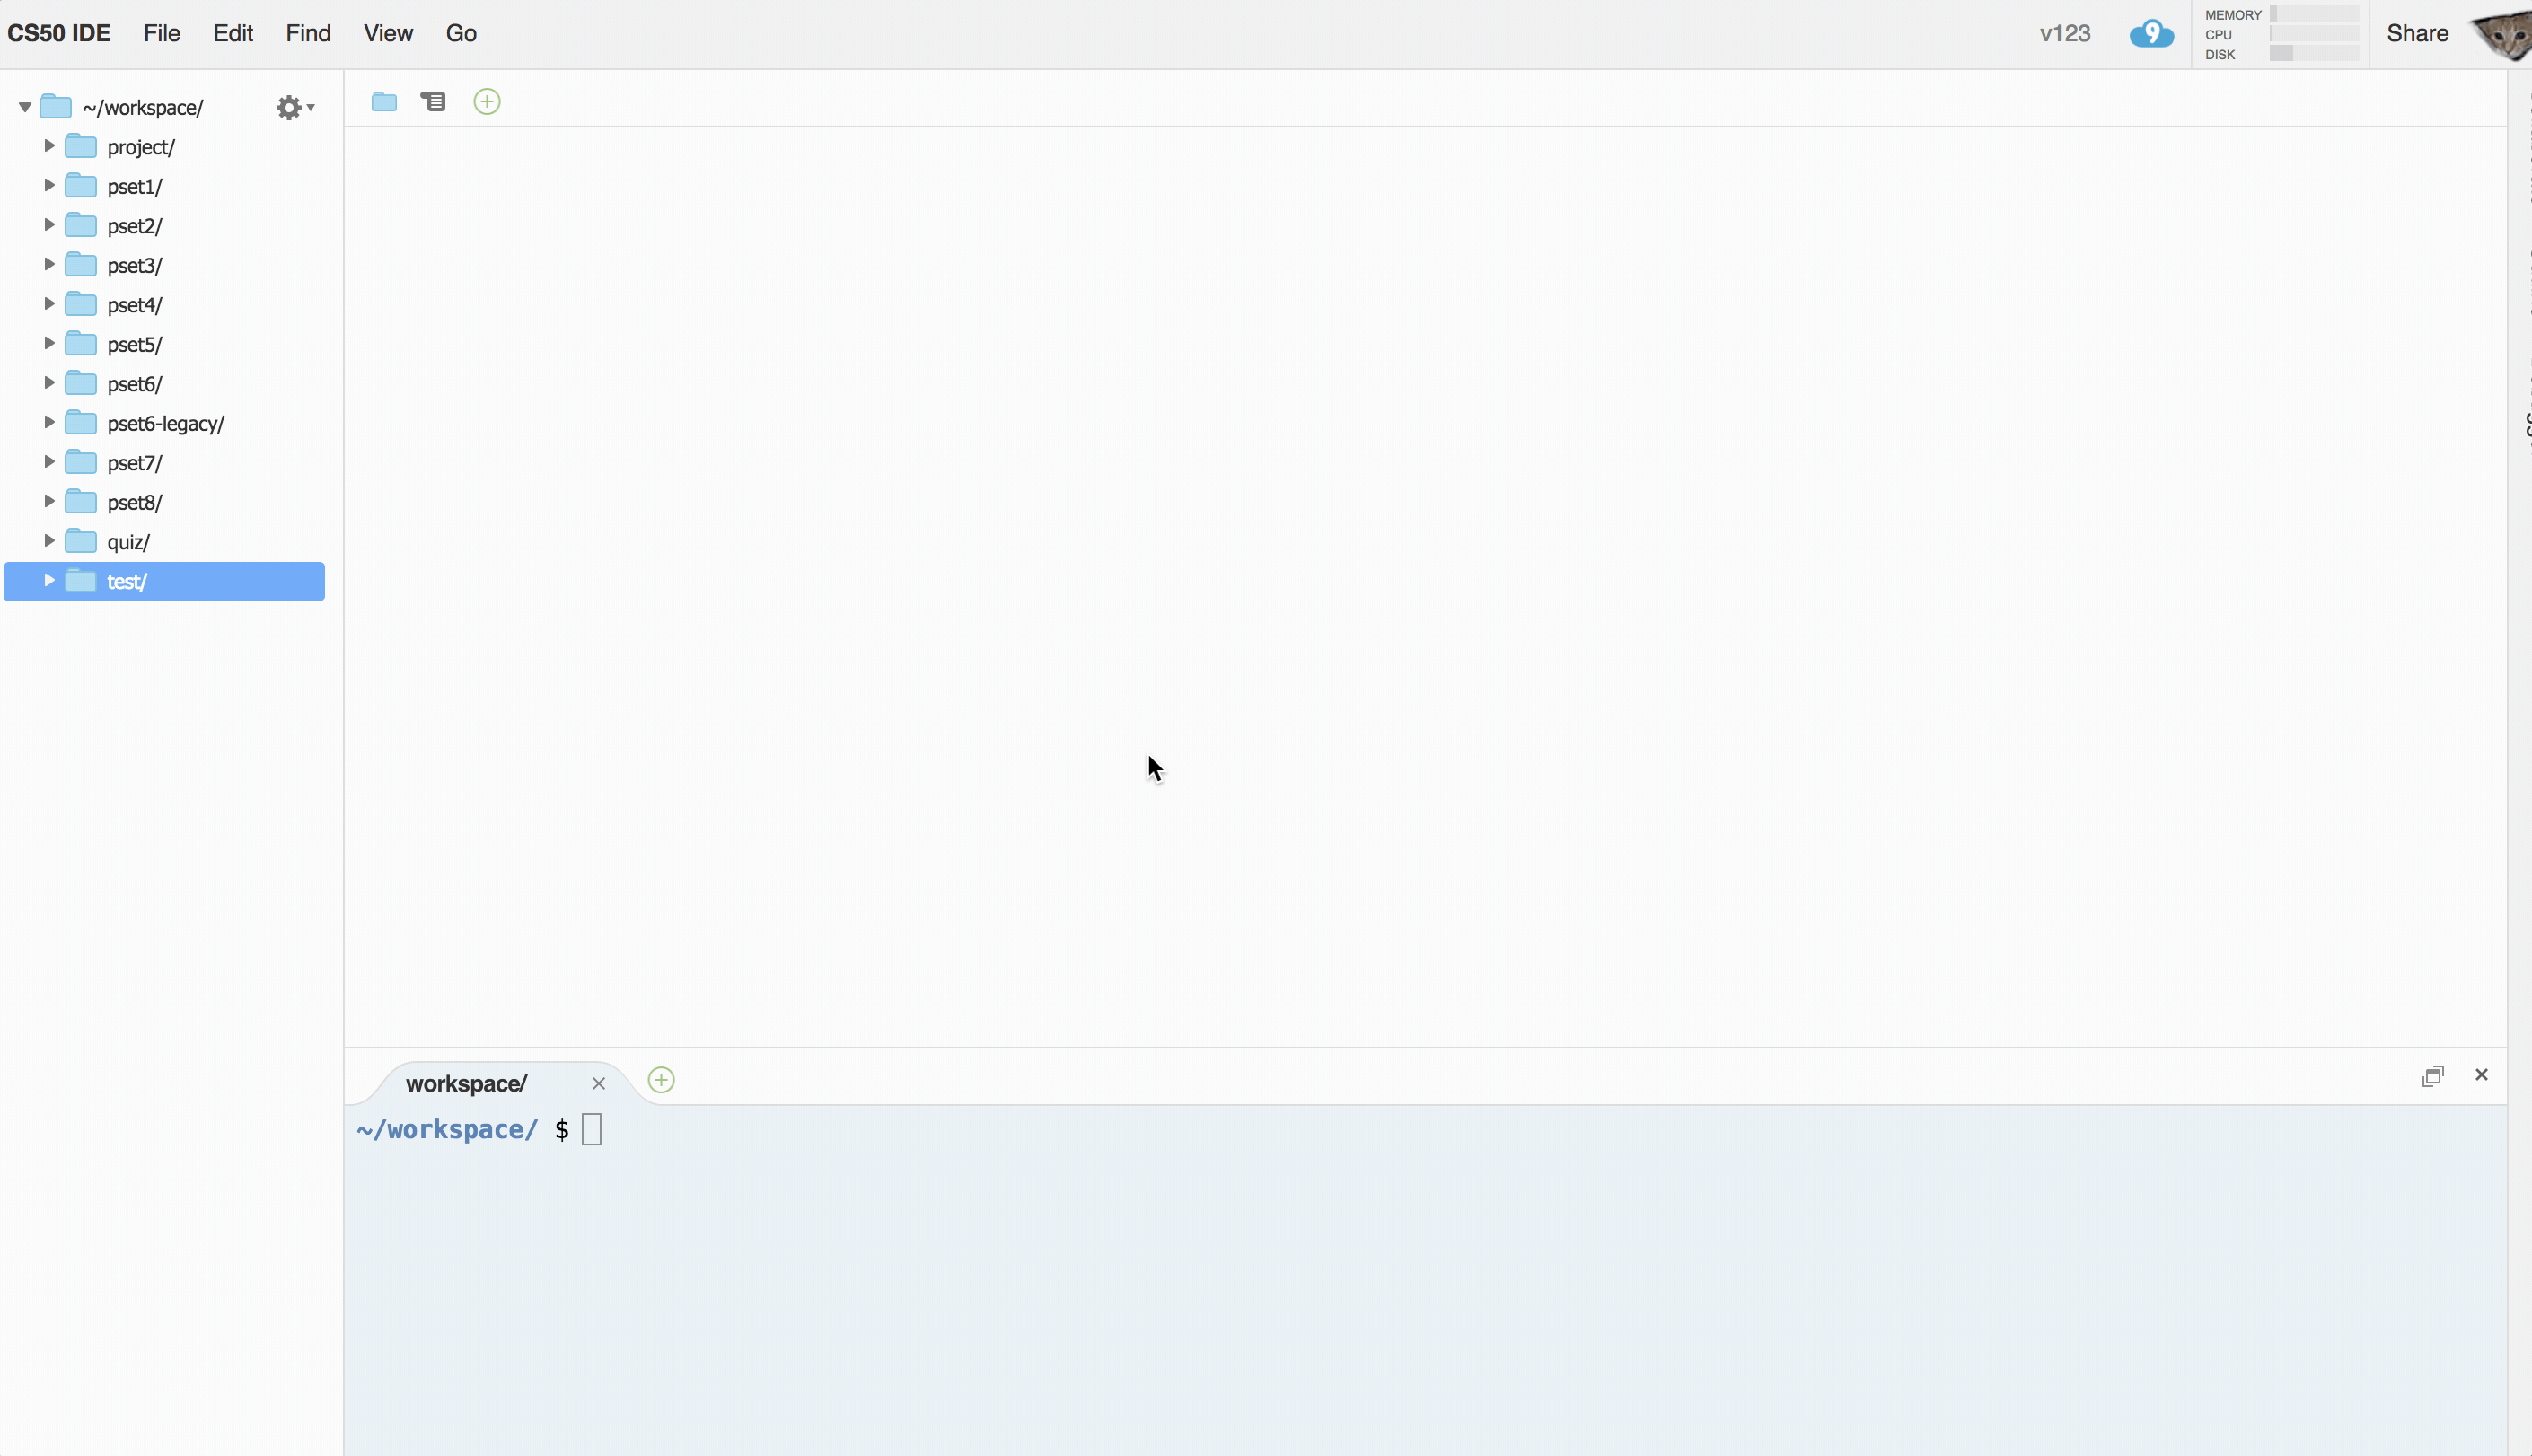 CS50 IDE File Edit Find View Go v123 9 MEMORY Share
CPU
DISK
~/workspace/
project/
pset1/
pset2/
pset3/
pset4/
pset5/
pset6/
pset6-legacy/
pset7/
pset8/
quiz/
test/
workspace/
~/workspace/ $